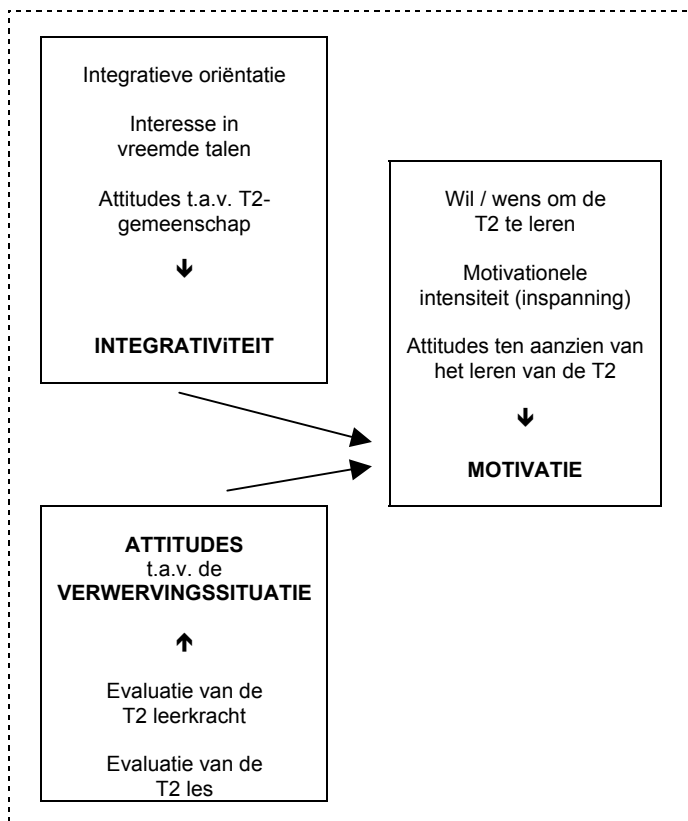 Integratieve oriëntatie
Interesse in
vreemde talen
Attitudes t.a.v. T2-
gemeenschap
INTEGRATIViTEIT
Wil / wens om de
T2 te leren
Motivationele
intensiteit (inspanning)
Attitudes ten aanzien van
het leren van de T2
MOTIVATIE
ATTITUDES
t.a.v. de
VERWERVINGSSITUATIE
Evaluatie van de
T2 leerkracht
Evaluatie van de
T2 les